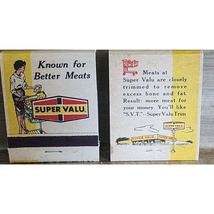 Known for
Better Meats
SUPER VALU
Meats at
Super Valu are closely
trimmed to remove
excess bone and fat
Result: more meat for
your money. You'll like
"S.V.T."-Super Valu Trim